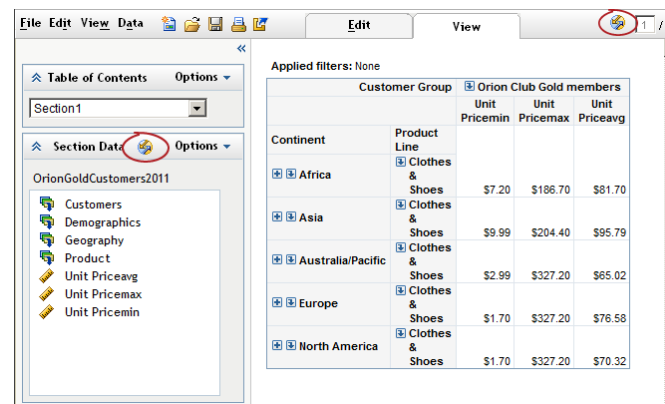 File Edit View Data Edit View 1 /
«
Table of Contents Options
Section1
Section Data Options
OrionGoldCustomers2011
Customers
Demographics
Geography
Product
Unit Priceavg
Unit Pricemax
Unit Pricemin
Applied filters: None
Customer Group Orion Club Gold members
Unit Pricemin Unit Pricemax Unit Priceavg
Continent Product Line
Africa Clothes & Shoes $7.20 $186.70 $81.70
Asia Clothes & Shoes $9.99 $204.40 $95.79
Australia/Pacific Clothes & Shoes $2.99 $327.20 $65.02
Europe Clothes & Shoes $1.70 $327.20 $76.58
North America Clothes & Shoes $1.70 $327.20 $70.32